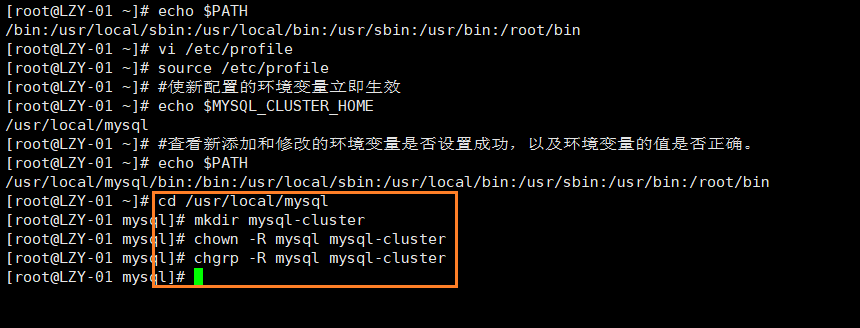 [root@LZY-01 ~]# echo $PATH
/bin:/usr/local/sbin:/usr/local/bin:/usr/sbin:/usr/bin:/root/bin
[root@LZY-01 ~]# vi /etc/profile
[root@LZY-01 ~]# source /etc/profile
[root@LZY-01 ~]# #使新配置的环境变量立即生效
[root@LZY-01 ~]# echo $MYSQL_CLUSTER_HOME
/usr/local/mysql
[root@LZY-01 ~]# #查看新添加和修改的环境变量是否设置成功，以及环境变量的值是否正确。
[root@LZY-01 ~]# echo $PATH
/usr/local/mysql/bin:/bin:/usr/local/sbin:/usr/local/bin:/usr/sbin:/usr/bin:/root/bin
[root@LZY-01 ~]# cd /usr/local/mysql
[root@LZY-01 mysql]# mkdir mysql-cluster
[root@LZY-01 mysql]# chown -R mysql mysql-cluster
[root@LZY-01 mysql]# chgrp -R mysql mysql-cluster
[root@LZY-01 mysql]#